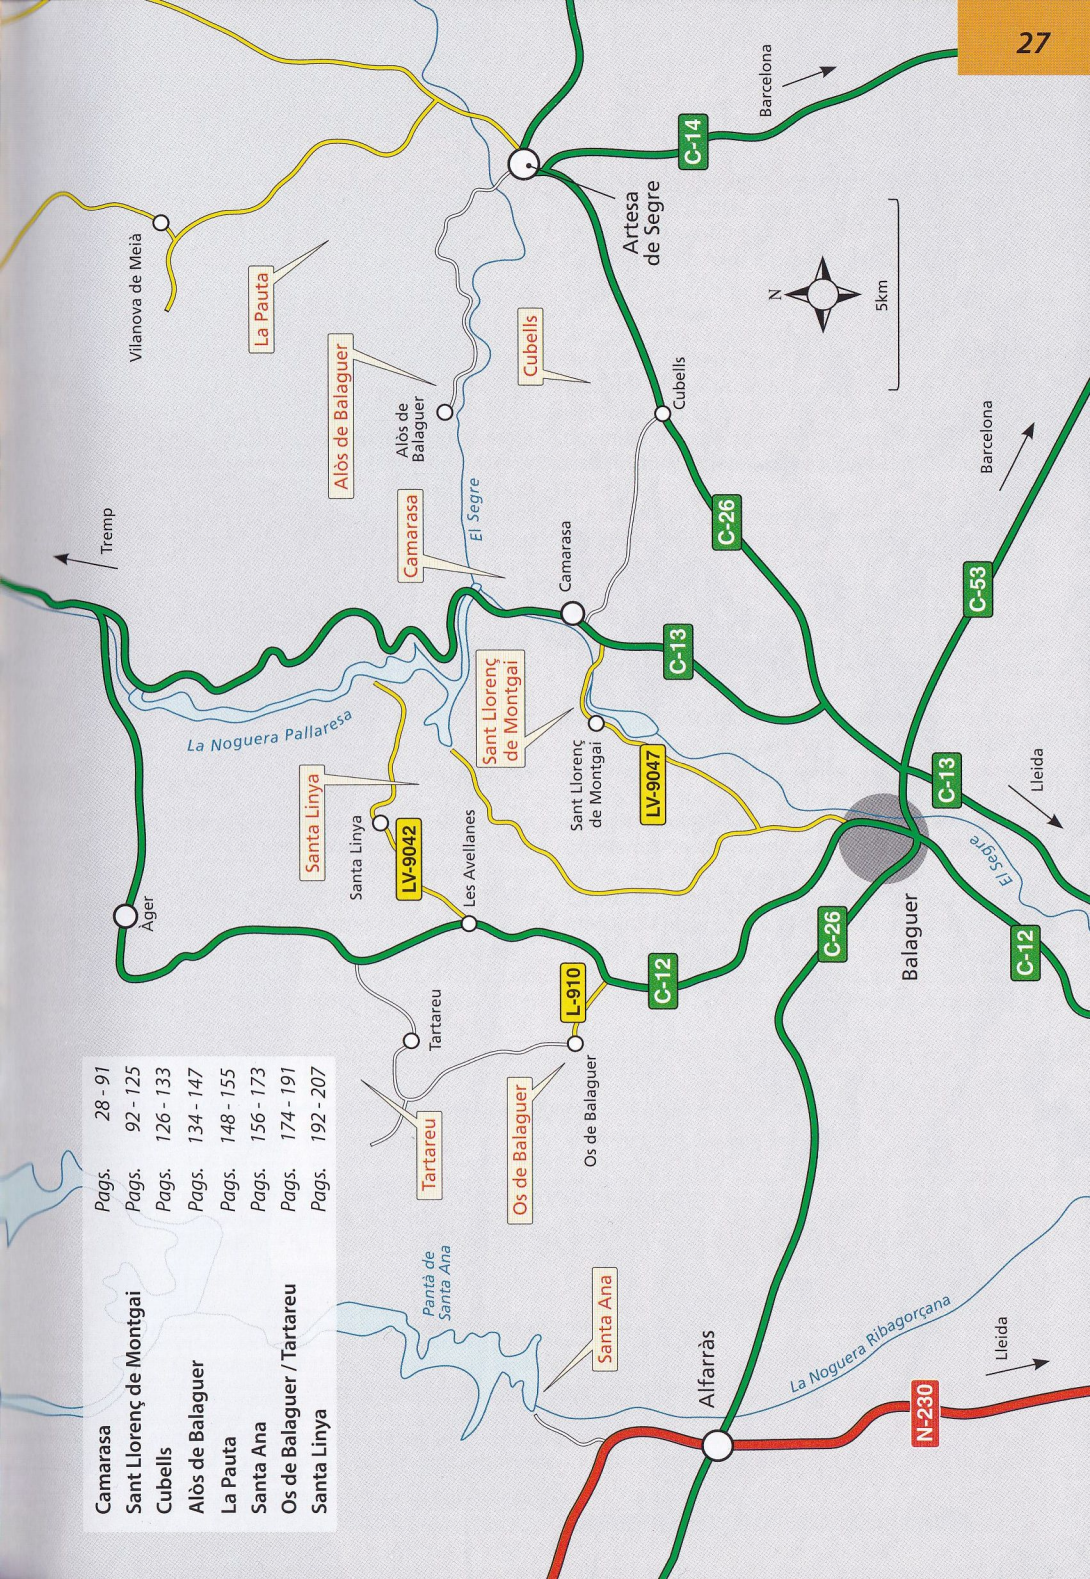 27
Camarasa Pags. 28 - 91
Sant Llorenç de Montgai Pags. 92 - 125
Cubells Pags. 126 - 133
Alòs de Balaguer Pags. 134 - 147
La Pauta Pags. 148 - 155
Santa Ana Pags. 156 - 173
Os de Balaguer / Tartareu Pags. 174 - 191
Santa Linya Pags. 192 - 207
Tremp
Vilanova de Meià
La Pauta
Àger
La Noguera Pallaresa
Alòs de Balaguer
Alòs de
Balaguer
Santa Linya
Santa Linya
LV-9042
Camarasa
El Segre
Camarasa
Les Avellanes
Tartareu
Tartareu
Pantà de
Santa Ana
Sant Llorenç
de Montgai
Sant Llorenç
de Montgai
LV-9047
Cubells
Cubells
Artesa
de Segre
C-14
Barcelona
Os de Balaguer
Os de Balaguer
L-910
Santa Ana
C-12
C-13
C-26
N
5km
Alfarràs
C-26
Balaguer
C-13
C-53
Barcelona
La Noguera Ribagorçana
N-230
Lleida
C-12
El Segre
Lleida